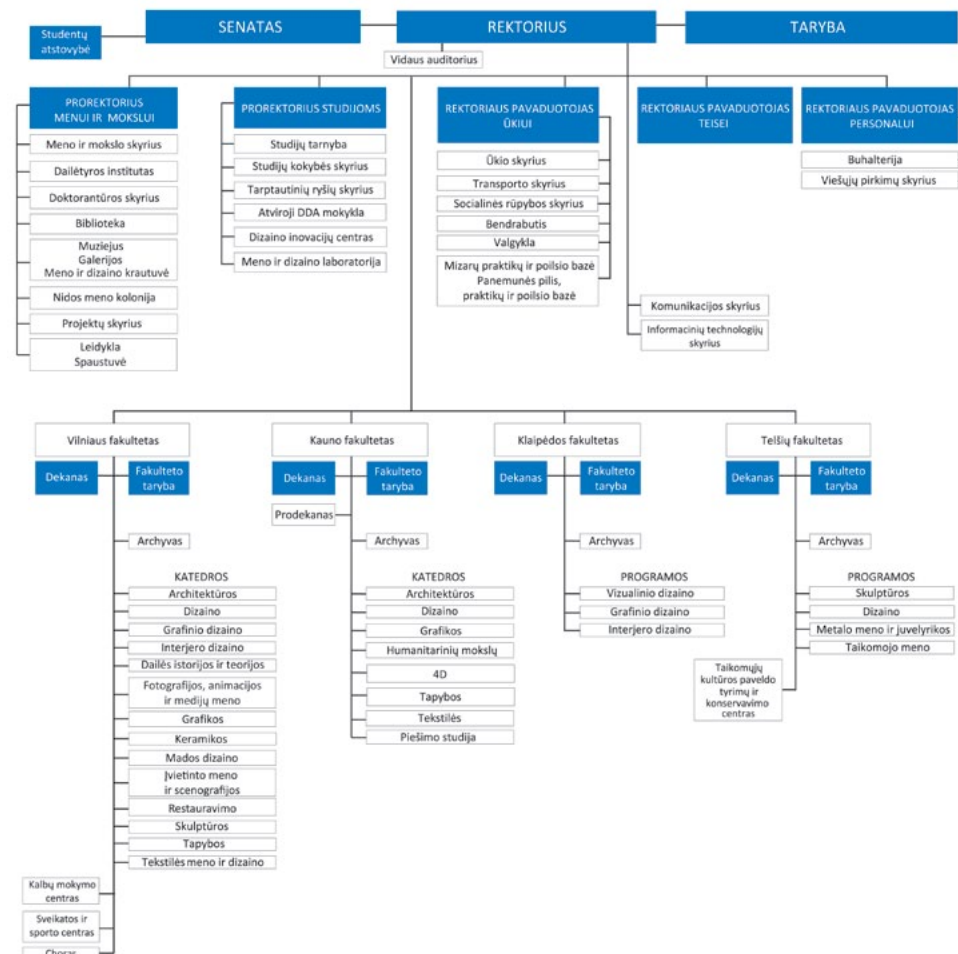 SENATAS
REKTORIUS
TARYBA
Studentų
atstovybė
Vidaus auditorius
PROREKTORIUS
MENUI IR MOKSLUI
Meno ir mokslo skyrius
Dailėtyros institutas
Doktorantūros skyrius
Biblioteka
Muziejus
Galerijos
Meno ir dizaino krautuvė
Nidos meno kolonija
Projektų skyrius
Leidykla
Spaustuvė
PROREKTORIUS STUDIJOMS
Studijų tarnyba
Studijų kokybės skyrius
Tarptautinių ryšių skyrius
Atviroji DDA mokykla
Dizaino inovacijų centras
Meno ir dizaino laboratorija
REKTORIAUS PAVADUOTOJAS
ŪKIUI
Ūkio skyrius
Transporto skyrius
Socialinės rūpybos skyrius
Bendrabutis
Valgykla
Mizarų praktikų ir poilsio bazė
Panemunės pilis,
praktikų ir poilsio bazė
REKTORIAUS PAVADUOTOJAS
TEISEI
REKTORIAUS PAVADUOTOJAS
PERSONALUI
Buhalterija
Viešųjų pirkimų skyrius
Komunikacijos skyrius
Informacinių technologijų
skyrius
Vilniaus fakultetas
Dekanas
Fakulteto
taryba
Archyvas
KATEDROS
Architektūros
Dizaino
Grafinio dizaino
Interjero dizaino
Dailės istorijos ir teorijos
Fotografijos, animacijos
ir medijų meno
Grafikos
Keramikos
Mados dizaino
Įvietinto meno
ir scenografijos
Restauravimo
Skulptūros
Tapybos
Tekstilės meno ir dizaino
Kalbų mokymo
centras
Sveikatos ir
sporto centras
Choras
Kauno fakultetas
Dekanas
Fakulteto
taryba
Prodekanas
Archyvas
KATEDROS
Architektūros
Dizaino
Grafikos
Humanitarinių mokslų
4D
Tapybos
Tekstilės
Piešimo studija
Klaipėdos fakultetas
Dekanas
Fakulteto
taryba
Archyvas
PROGRAMOS
Vizualinio dizaino
Grafinio dizaino
Interjero dizaino
Telšių fakultetas
Dekanas
Fakulteto
taryba
Archyvas
PROGRAMOS
Skulptūros
Dizaino
Metalo meno ir juvelyrikos
Taikomojo meno
Taikomųjų
kultūros paveldo
tyrimų ir
konservavimo
centras